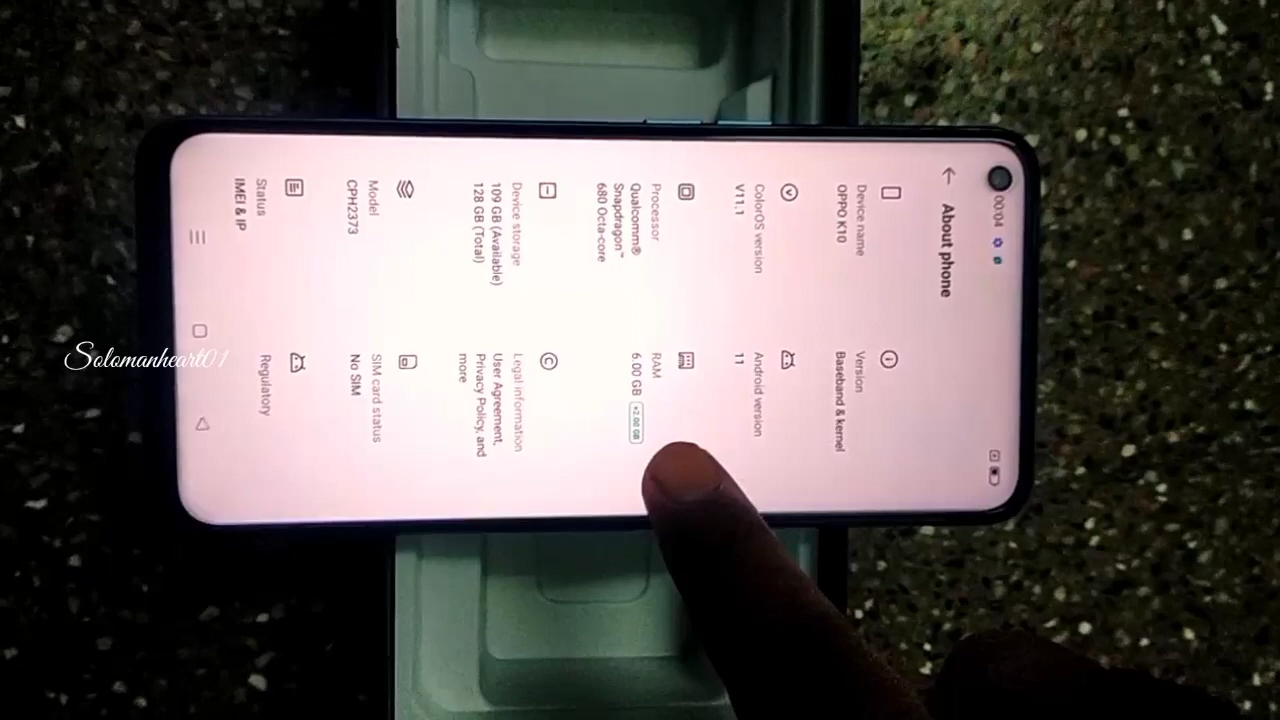 00:04
About phone
Device name
OPPO K10
Version
Baseband & kernel
ColorOS version
V11.1
Android version
11
Processor
Qualcomm®
Snapdragon™
680 Octa-core
RAM
6.00 GB +2.00 GB
Device storage
109 GB (Available)
128 GB (Total)
Legal information
User Agreement,
Privacy Policy, and
more
Model
CPH2373
SIM card status
No SIM
Status
IMEI & IP
Regulatory
Solomanheart01